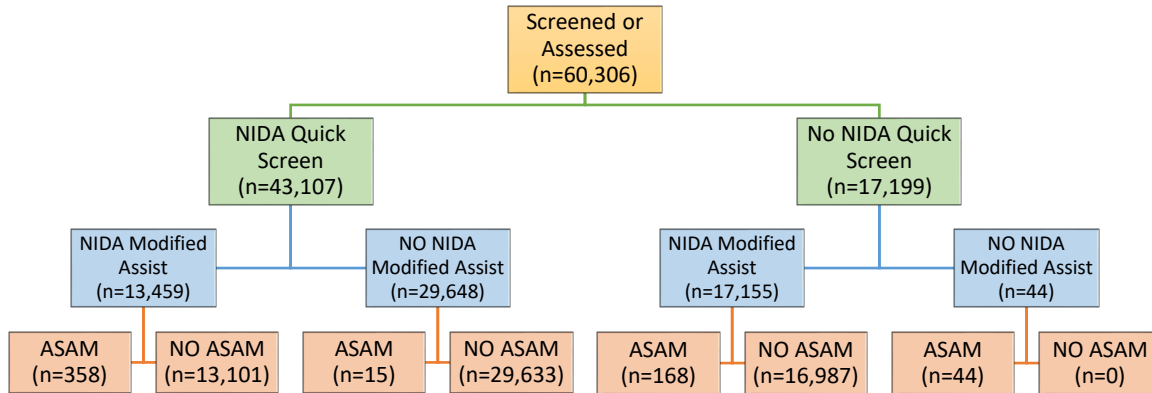 Screened or
Assessed
(n=60,306)
NIDA Quick
Screen
(n=43,107)
No NIDA Quick
Screen
(n=17,199)
NIDA Modified
Assist
(n=13,459)
NO NIDA
Modified Assist
(n=29,648)
NIDA Modified
Assist
(n=17,155)
NO NIDA
Modified Assist
(n=44)
ASAM
(n=358)
NO ASAM
(n=13,101)
ASAM
(n=15)
NO ASAM
(n=29,633)
ASAM
(n=168)
NO ASAM
(n=16,987)
ASAM
(n=44)
NO ASAM
(n=0)